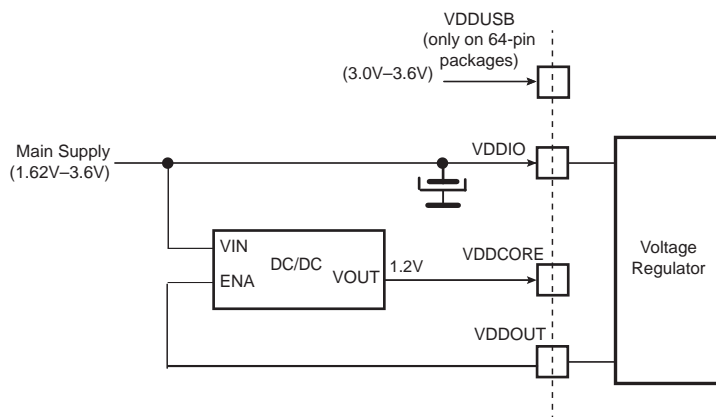 VDDUSB
(only on 64-pin
packages)
(3.0V–3.6V)
Main Supply
(1.62V–3.6V)
VDDIO
VIN
DC/DC
ENA
VOUT
1.2V
VDDCORE
VDDOUT
Voltage
Regulator